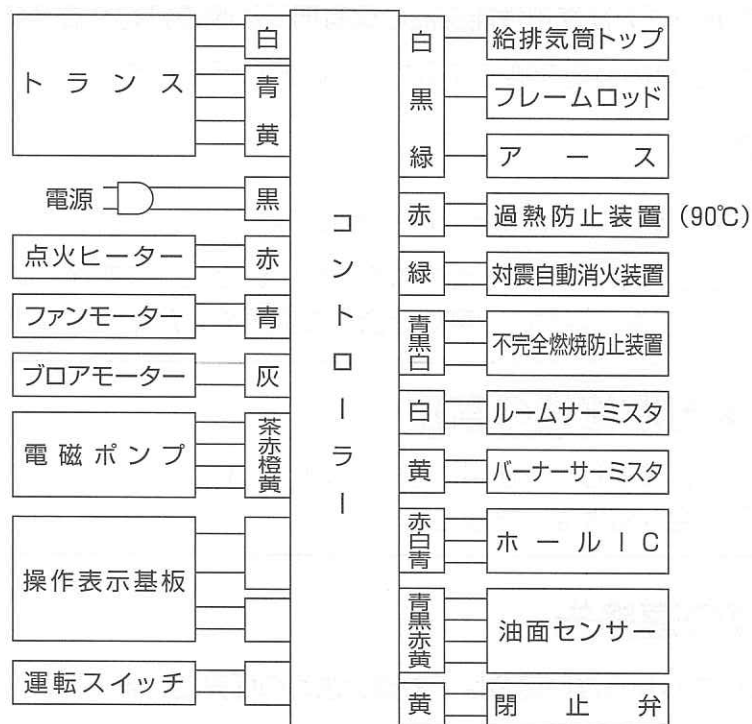 トランス
白
青
黄
電源
黒
点火ヒーター
赤
ファンモーター
青
ブロアモーター
灰
電磁ポンプ
茶
赤
橙
黄
操作表示基板
運転スイッチ
コントローラー
白
給排気筒トップ
黒
フレームロッド
緑
アース
赤
過熱防止装置 (90℃)
緑
対震自動消火装置
青
黒
白
不完全燃焼防止装置
白
ルームサーミスタ
黄
バーナーサーミスタ
赤
白
青
ホールIC
青
黒
赤
黄
油面センサー
黄
閉止弁